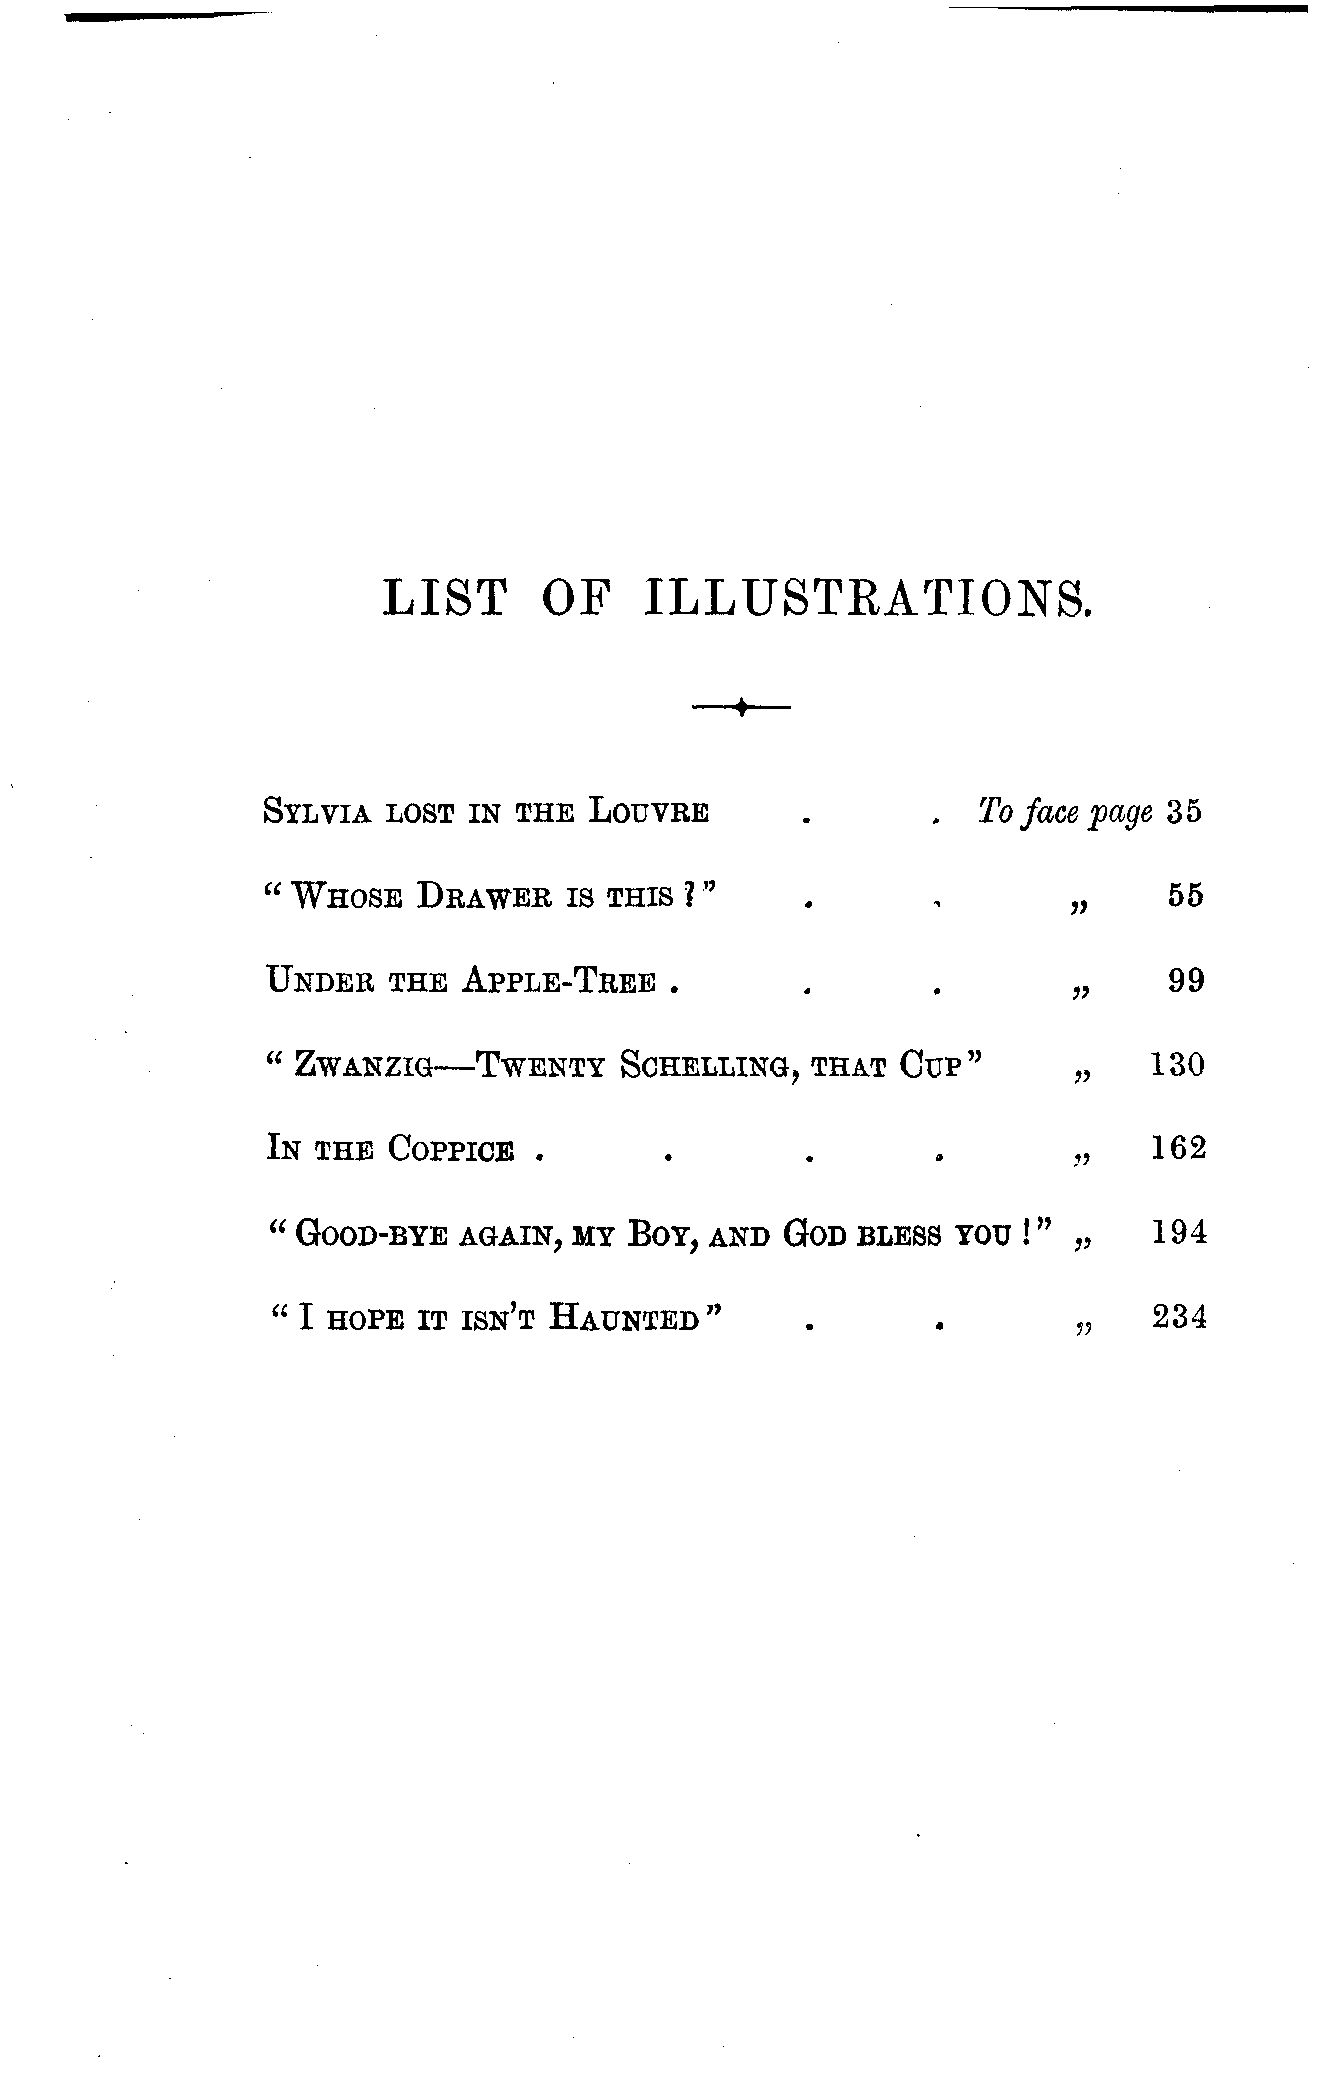 LIST OF ILLUSTRATIONS.
SYLVIA LOST IN THE LOUVRE . . To face page 35
“WHOSE DRAWER IS THIS?” . . „ 55
UNDER THE APPLE-TREE . . . „ 99
“ZWANZIG—TWENTY SCHELLING, THAT CUP” „ 130
IN THE COPPICE . . . . „ 162
“GOOD-BYE AGAIN, MY BOY, AND GOD BLESS YOU!” „ 194
“I HOPE IT ISN'T HAUNTED” . . „ 234